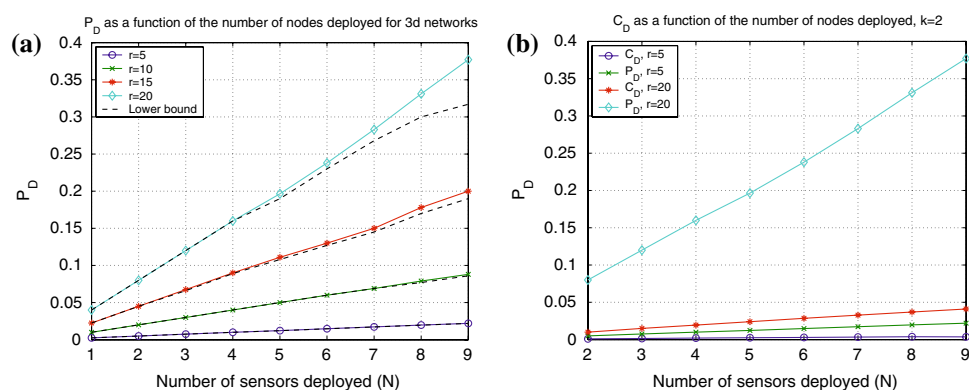 P_D as a function of the number of nodes deployed for 3d networks
(a)
0.4
0.35
0.3
0.25
0.2
0.15
0.1
0.05
0
P_D
r=5
r=10
r=15
r=20
Lower bound
1 2 3 4 5 6 7 8 9
Number of sensors deployed (N)
C_D as a function of the number of nodes deployed, k=2
(b)
0.4
0.35
0.3
0.25
0.2
0.15
0.1
0.05
0
P_D
C_D, r=5
P_D, r=5
C_D, r=20
P_D, r=20
2 3 4 5 6 7 8 9
Number of sensors deployed (N)